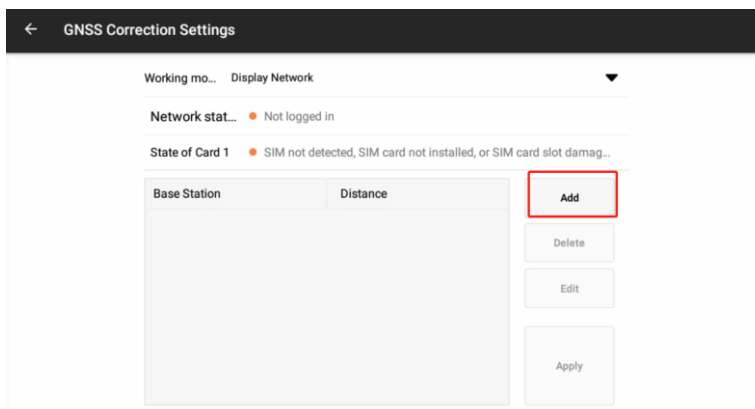 GNSS Correction Settings
Working mo... Display Network
Network stat... Not logged in
State of Card 1 SIM not detected, SIM card not installed, or SIM card slot damag...
Base Station Distance
Add
Delete
Edit
Apply